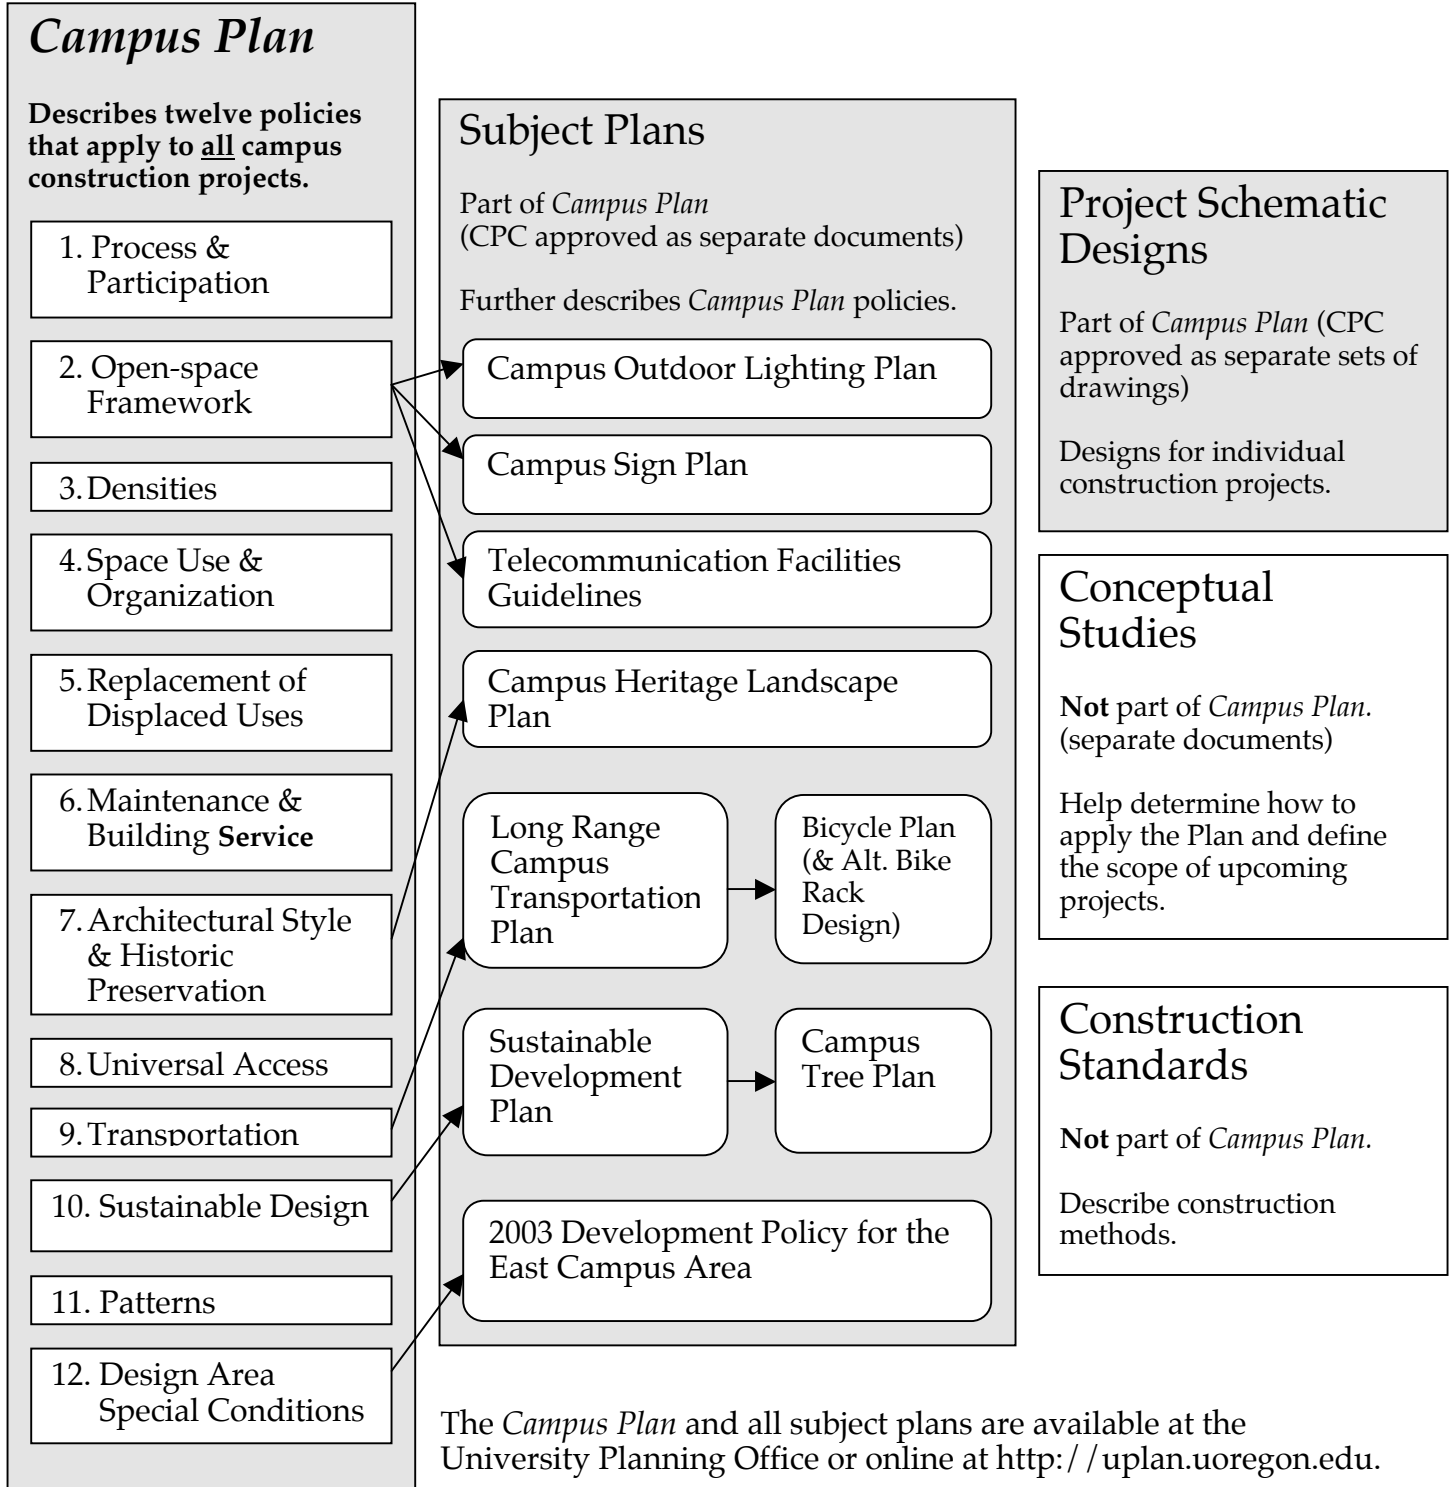 Campus Plan
Describes twelve policies
that apply to all campus
construction projects.
1. Process &
Participation
2. Open-space
Framework
3. Densities
4. Space Use &
Organization
5. Replacement of
Displaced Uses
6. Maintenance &
Building Service
7. Architectural Style
& Historic
Preservation
8. Universal Access
9. Transportation
10. Sustainable Design
11. Patterns
12. Design Area
Special Conditions
Subject Plans
Part of Campus Plan
(CPC approved as separate documents)
Further describes Campus Plan policies.
Campus Outdoor Lighting Plan
Campus Sign Plan
Telecommunication Facilities
Guidelines
Campus Heritage Landscape
Plan
Long Range
Campus
Transportation
Plan
Bicycle Plan
(& Alt. Bike
Rack
Design)
Sustainable
Development
Plan
Campus
Tree Plan
2003 Development Policy for the
East Campus Area
Project Schematic
Designs
Part of Campus Plan (CPC
approved as separate sets of
drawings)
Designs for individual
construction projects.
Conceptual
Studies
Not part of Campus Plan.
(separate documents)
Help determine how to
apply the Plan and define
the scope of upcoming
projects.
Construction
Standards
Not part of Campus Plan.
Describe construction
methods.
The Campus Plan and all subject plans are available at the
University Planning Office or online at http://uplan.uoregon.edu.